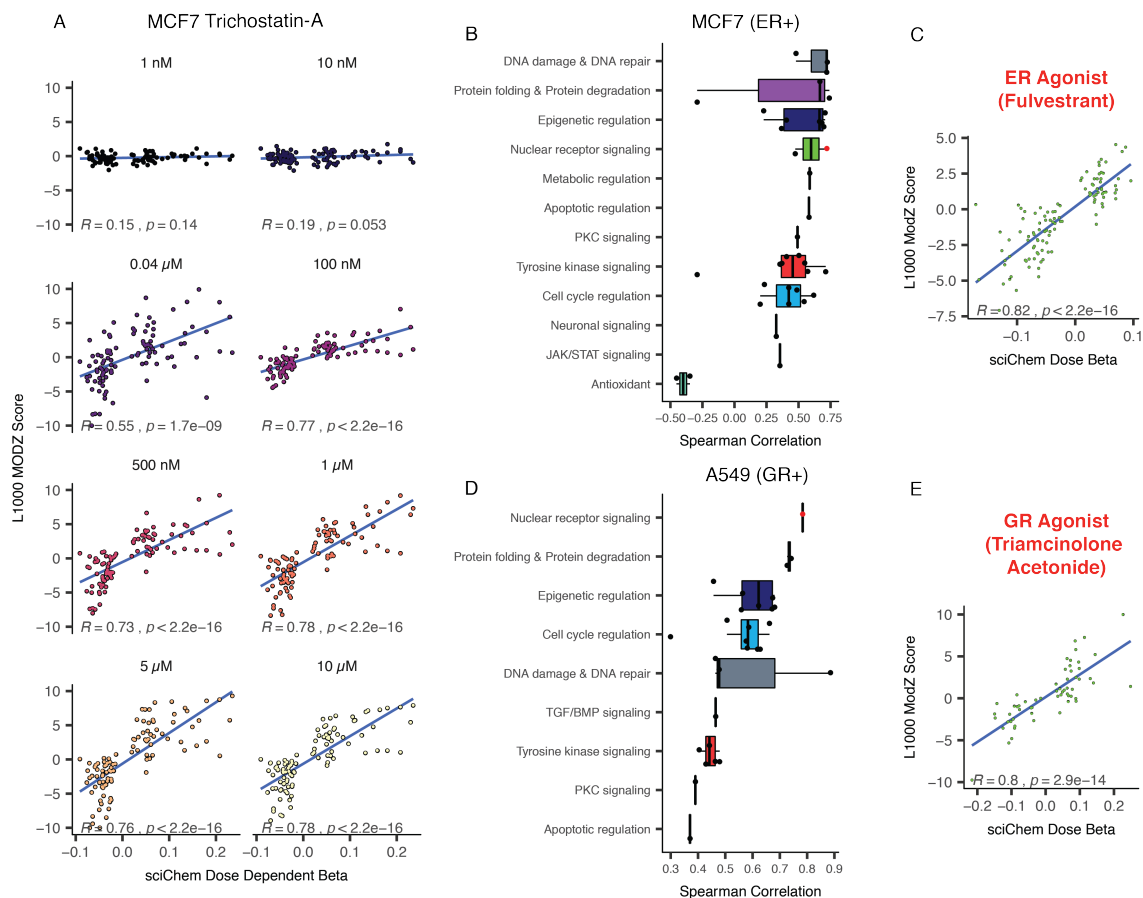 A
MCF7 Trichostatin-A
1 nM
10 nM
10
5
0
−5
−10
R = 0.15 , p = 0.14
R = 0.19 , p = 0.053
0.04 µM
100 nM
10
5
0
−5
−10
R = 0.55 , p = 1.7e−09
R = 0.77 , p < 2.2e−16
L1000 MODZ Score
500 nM
1 µM
10
5
0
−5
−10
R = 0.73 , p < 2.2e−16
R = 0.78 , p < 2.2e−16
5 µM
10 µM
10
5
0
−5
−10
R = 0.76 , p < 2.2e−16
R = 0.78 , p < 2.2e−16
−0.1 0.0 0.1 0.2
−0.1 0.0 0.1 0.2
sciChem Dose Dependent Beta
B
MCF7 (ER+)
DNA damage & DNA repair
Protein folding & Protein degradation
Epigenetic regulation
Nuclear receptor signaling
Metabolic regulation
Apoptotic regulation
PKC signaling
Tyrosine kinase signaling
Cell cycle regulation
Neuronal signaling
JAK/STAT signaling
Antioxidant
−0.50 −0.25 0.00 0.25 0.50 0.75
Spearman Correlation
C
ER Agonist
(Fulvestrant)
5.0
2.5
0.0
−2.5
−5.0
−7.5
L1000 ModZ Score
R = 0.82 , p < 2.2e−16
−0.1 0.0 0.1
sciChem Dose Beta
D
A549 (GR+)
Nuclear receptor signaling
Protein folding & Protein degradation
Epigenetic regulation
Cell cycle regulation
DNA damage & DNA repair
TGF/BMP signaling
Tyrosine kinase signaling
PKC signaling
Apoptotic regulation
0.3 0.4 0.5 0.6 0.7 0.8 0.9
Spearman Correlation
E
GR Agonist
(Triamcinolone
Acetonide)
10
5
0
−5
−10
L1000 ModZ Score
R = 0.8 , p = 2.9e−14
−0.2 −0.1 0.0 0.1 0.2
sciChem Dose Beta